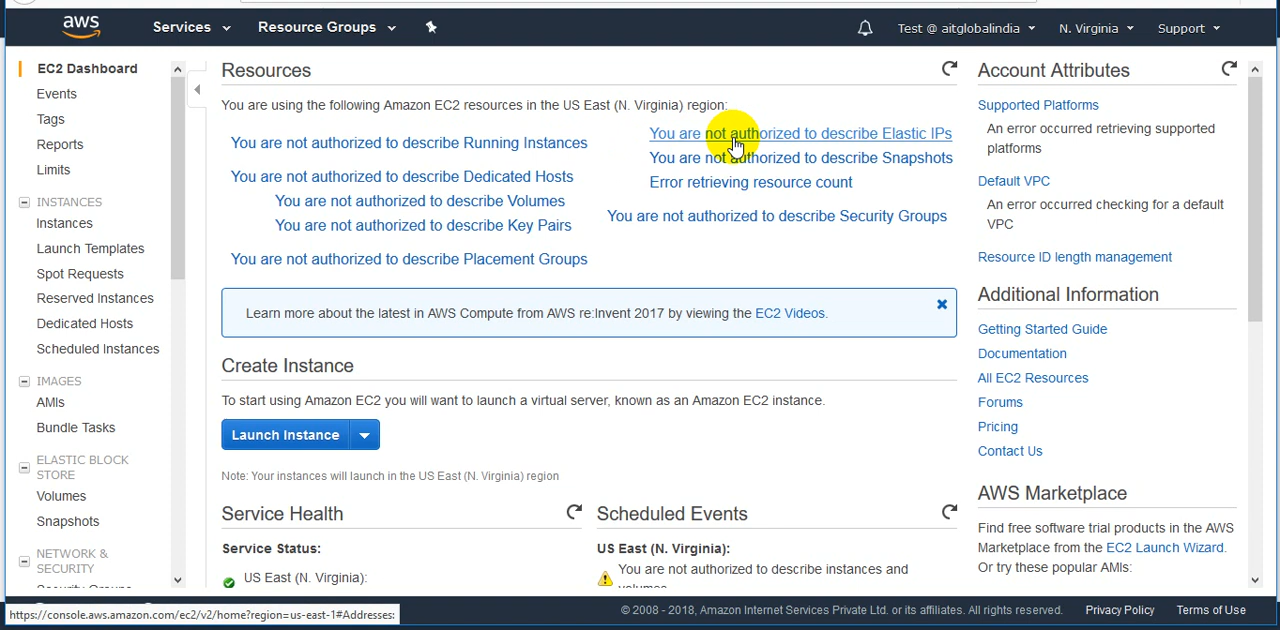 aws
Services
Resource Groups
Test @ aitglobalindia
N. Virginia
Support
EC2 Dashboard
Events
Tags
Reports
Limits
INSTANCES
Instances
Launch Templates
Spot Requests
Reserved Instances
Dedicated Hosts
Scheduled Instances
IMAGES
AMIs
Bundle Tasks
ELASTIC BLOCK
STORE
Volumes
Snapshots
NETWORK &
SECURITY
Security Groups
Resources
You are using the following Amazon EC2 resources in the US East (N. Virginia) region:
You are not authorized to describe Running Instances
You are not authorized to describe Dedicated Hosts
You are not authorized to describe Volumes
You are not authorized to describe Key Pairs
You are not authorized to describe Placement Groups
You are not authorized to describe Elastic IPs
You are not authorized to describe Snapshots
Error retrieving resource count
You are not authorized to describe Security Groups
Learn more about the latest in AWS Compute from AWS re:Invent 2017 by viewing the EC2 Videos.
Create Instance
To start using Amazon EC2 you will want to launch a virtual server, known as an Amazon EC2 instance.
Launch Instance
Note: Your instances will launch in the US East (N. Virginia) region
Service Health
Service Status:
US East (N. Virginia):
Scheduled Events
US East (N. Virginia):
You are not authorized to describe instances and
volumes
Account Attributes
Supported Platforms
An error occurred retrieving supported
platforms
Default VPC
An error occurred checking for a default
VPC
Resource ID length management
Additional Information
Getting Started Guide
Documentation
All EC2 Resources
Forums
Pricing
Contact Us
AWS Marketplace
Find free software trial products in the AWS
Marketplace from the EC2 Launch Wizard.
Or try these popular AMIs:
https://console.aws.amazon.com/ec2/v2/home?region=us-east-1#Addresses:
© 2008 - 2018, Amazon Internet Services Private Ltd. or its affiliates. All rights reserved.
Privacy Policy
Terms of Use